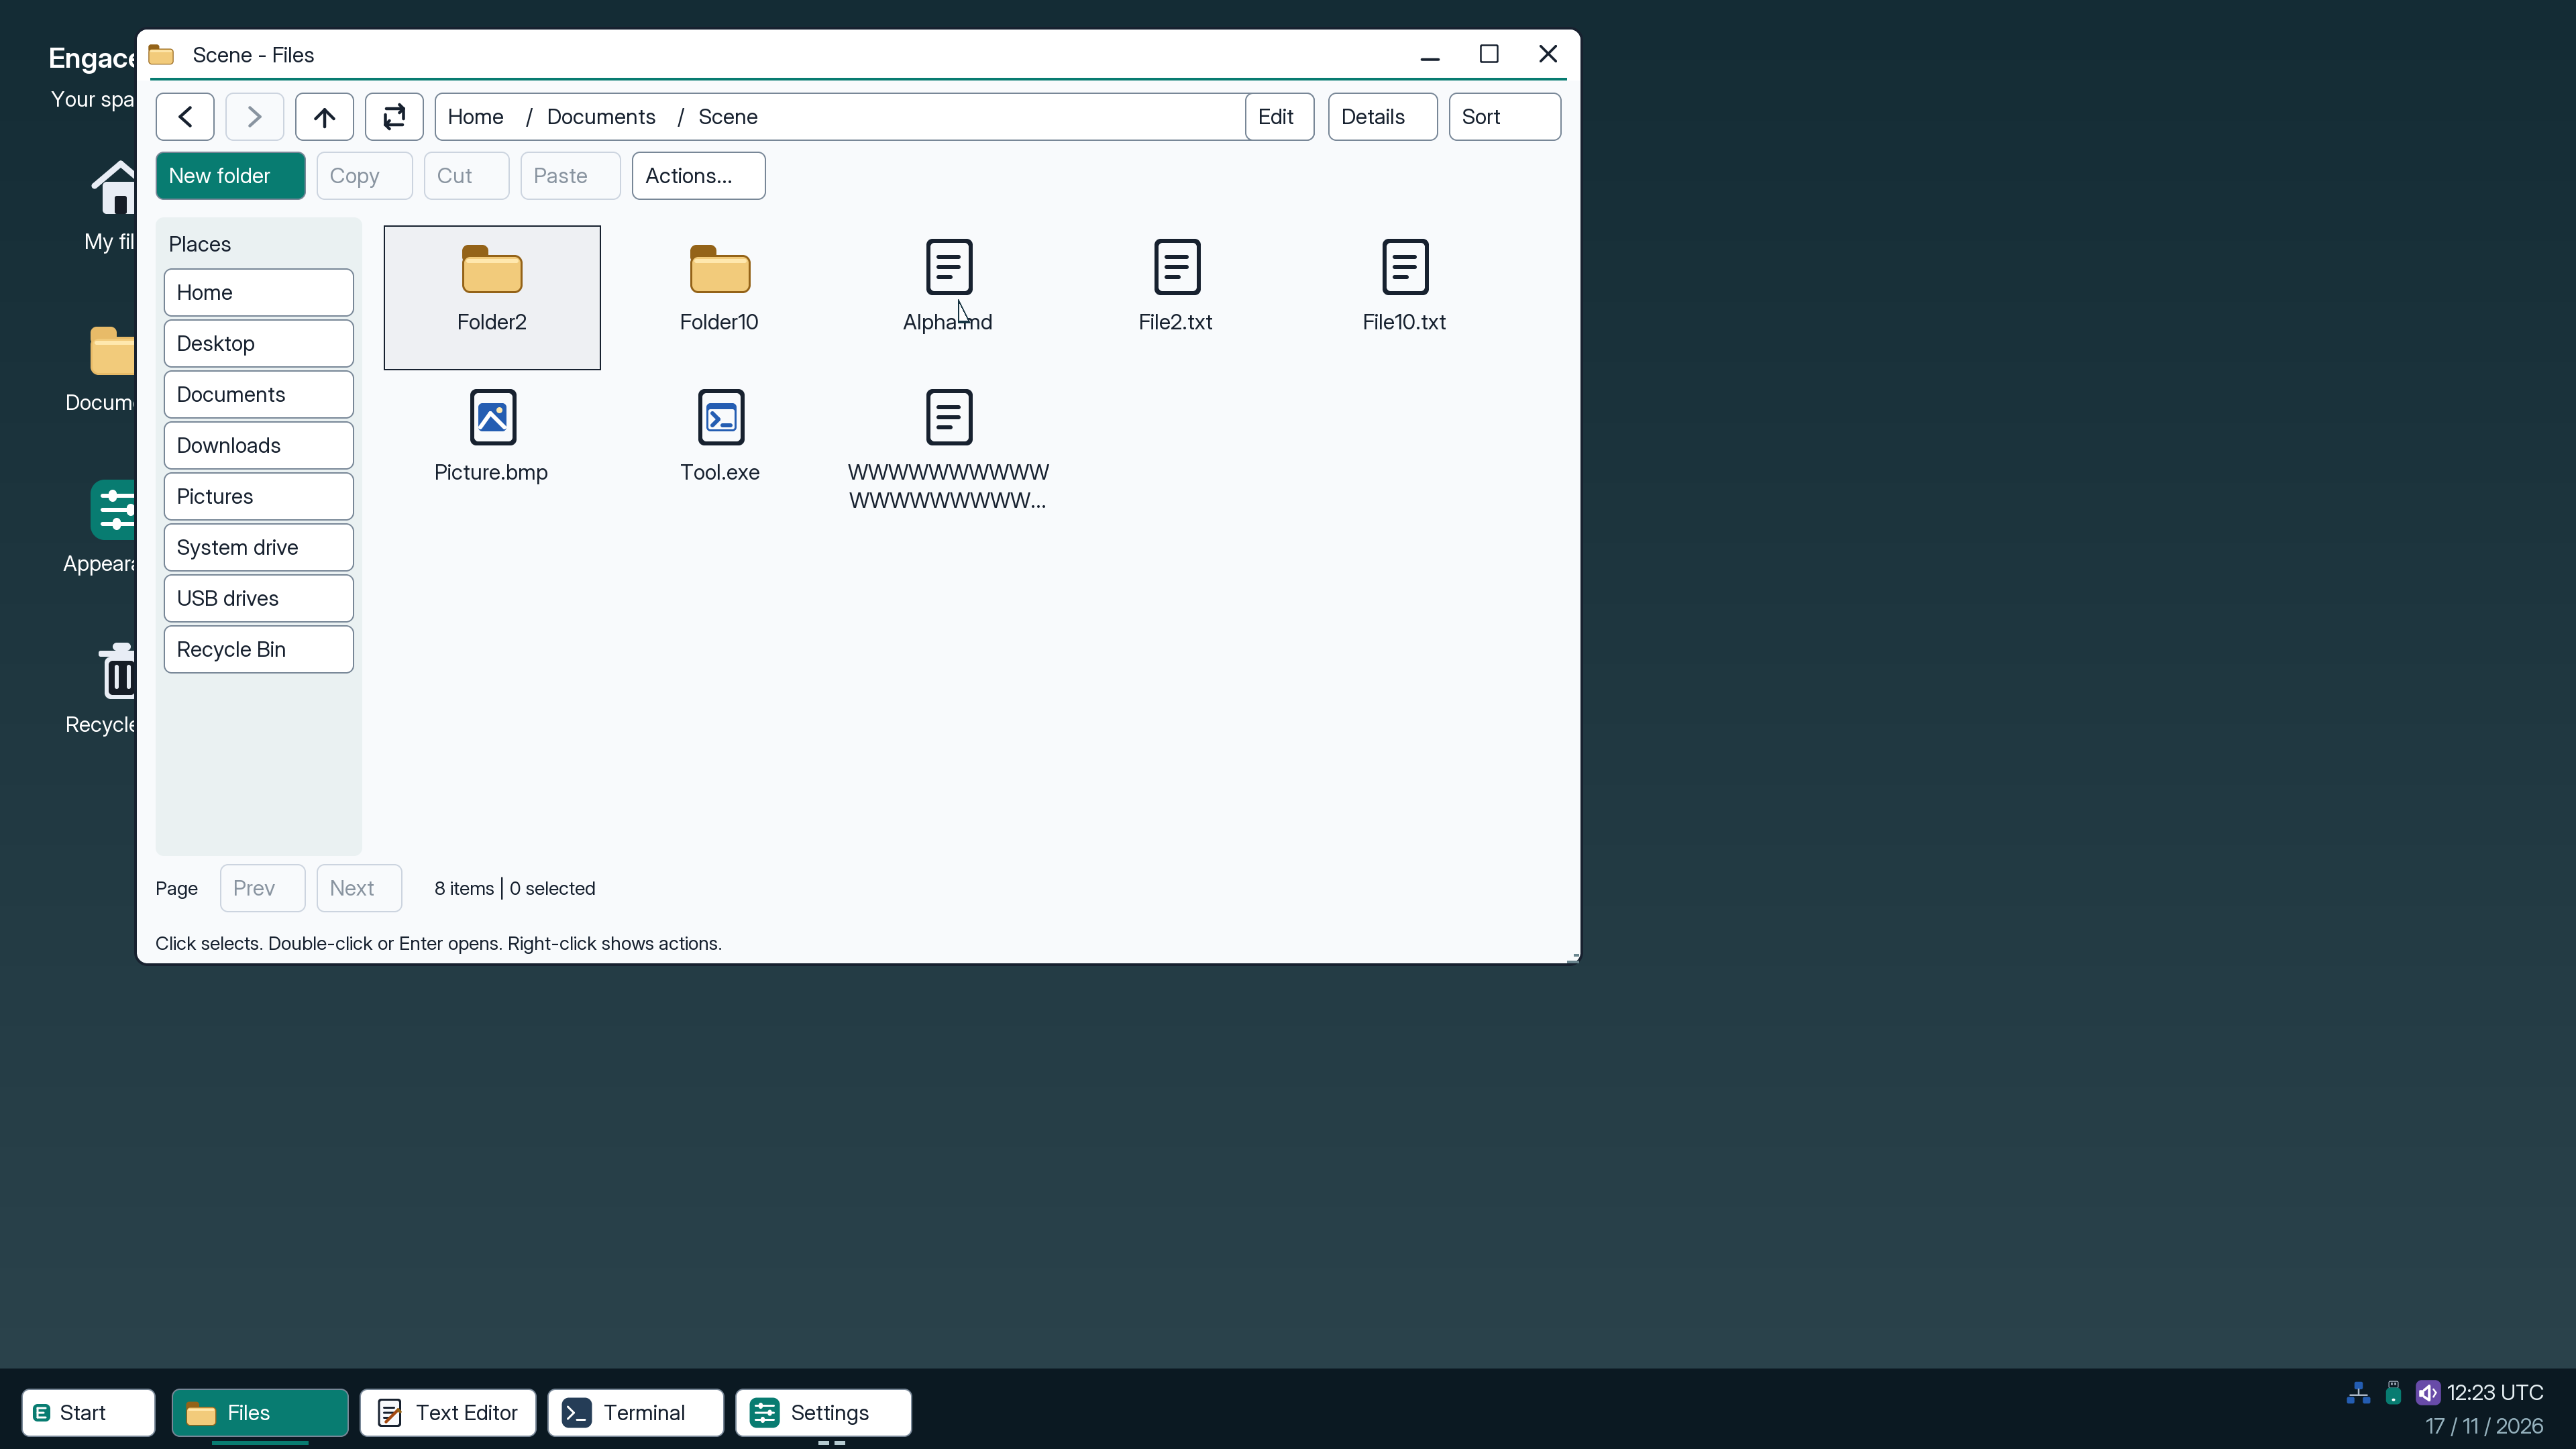 Scene - Files
Home / Documents / Scene
Edit
Details
Sort
New folder
Copy
Cut
Paste
Actions...
Places
Home
Desktop
Documents
Downloads
Pictures
System drive
USB drives
Recycle Bin
Folder2
Folder10
Alpha.md
File2.txt
File10.txt
Picture.bmp
Tool.exe
WWWWWWWWWW
WWWWWWWWW...
Page
Prev
Next
8 items | 0 selected
Click selects. Double-click or Enter opens. Right-click shows actions.
Engace
Your spa
My fil
Docum
Appeara
Recycle
E Start
Files
Text Editor
Terminal
Settings
12:23 UTC
17 / 11 / 2026